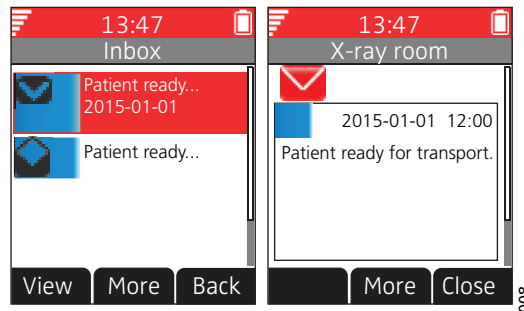 13:47
Inbox
Patient ready...
2015-01-01
Patient ready...
View More Back
13:47
X-ray room
2015-01-01 12:00
Patient ready for transport.
More Close